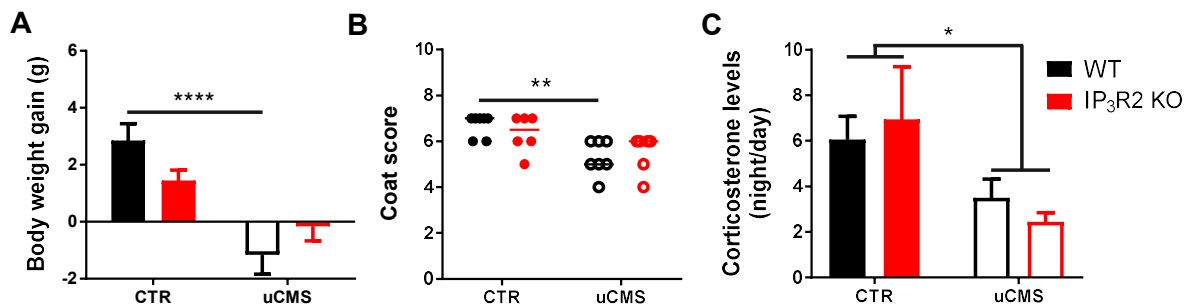 A
Body weight gain (g)
6
4
2
0
-2
****
CTR
uCMS
B
Coat score
10
8
6
4
2
0
**
CTR
uCMS
C
Corticosterone levels
(night/day)
10
8
6
4
2
0
*
CTR
uCMS
WT
IP₃R2 KO